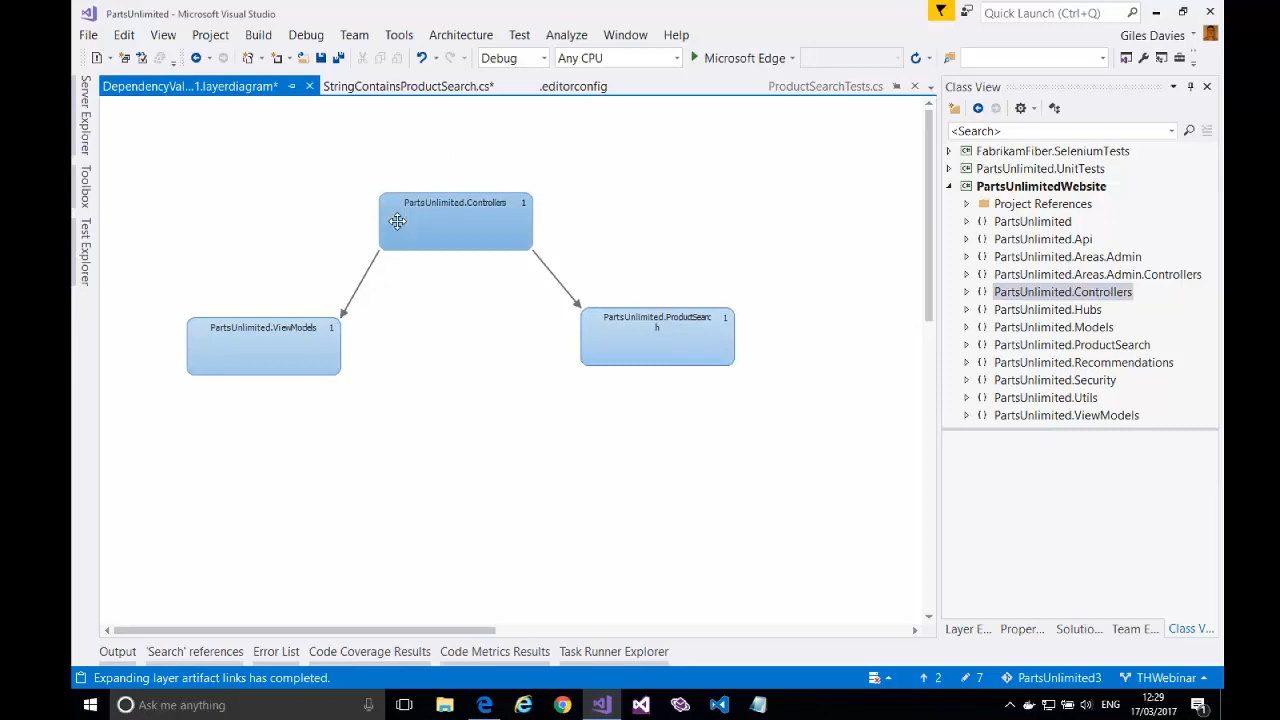 PartsUnlimited - Microsoft Visual Studio
Quick Launch (Ctrl+Q)
File Edit View Project Build Debug Team Tools Architecture Test Analyze Window Help
Giles Davies
Debug Any CPU Microsoft Edge
DependencyVal...1.layerdiagram* StringContainsProductSearch.cs* .editorconfig ProductSearchTests.cs
Class View
Server Explorer
Toolbox
Test Explorer
<Search>
FabrikamFiber.SeleniumTests
PartsUnlimited.UnitTests
PartsUnlimitedWebsite
Project References
PartsUnlimited
PartsUnlimited.Api
PartsUnlimited.Areas.Admin
PartsUnlimited.Areas.Admin.Controllers
PartsUnlimited.Controllers
PartsUnlimited.Hubs
PartsUnlimited.Models
PartsUnlimited.ProductSearch
PartsUnlimited.Recommendations
PartsUnlimited.Security
PartsUnlimited.Utils
PartsUnlimited.ViewModels
PartsUnlimited.Controllers 1
PartsUnlimited.ViewModels 1
PartsUnlimited.ProductSearc 1
h
Layer E... Proper... Solutio... Team E... Class V...
Output 'Search' references Error List Code Coverage Results Code Metrics Results Task Runner Explorer
Expanding layer artifact links has completed.
2 7 PartsUnlimited3 THWebinar
Ask me anything
ENG
12:29
17/03/2017
1